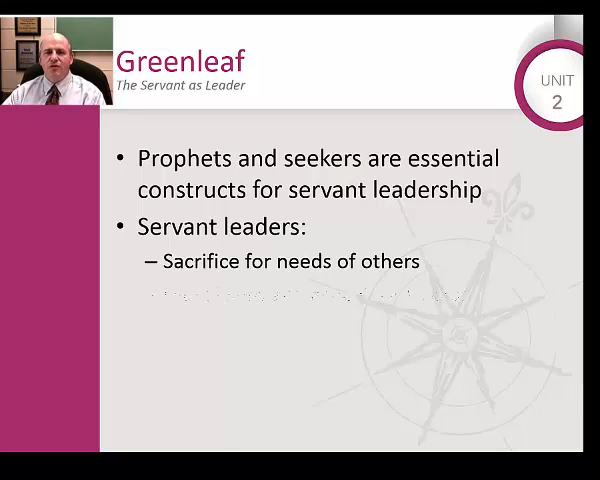 Greenleaf
The Servant as Leader
UNIT
2
• Prophets and seekers are essential
constructs for servant leadership
• Servant leaders:
– Sacrifice for needs of others